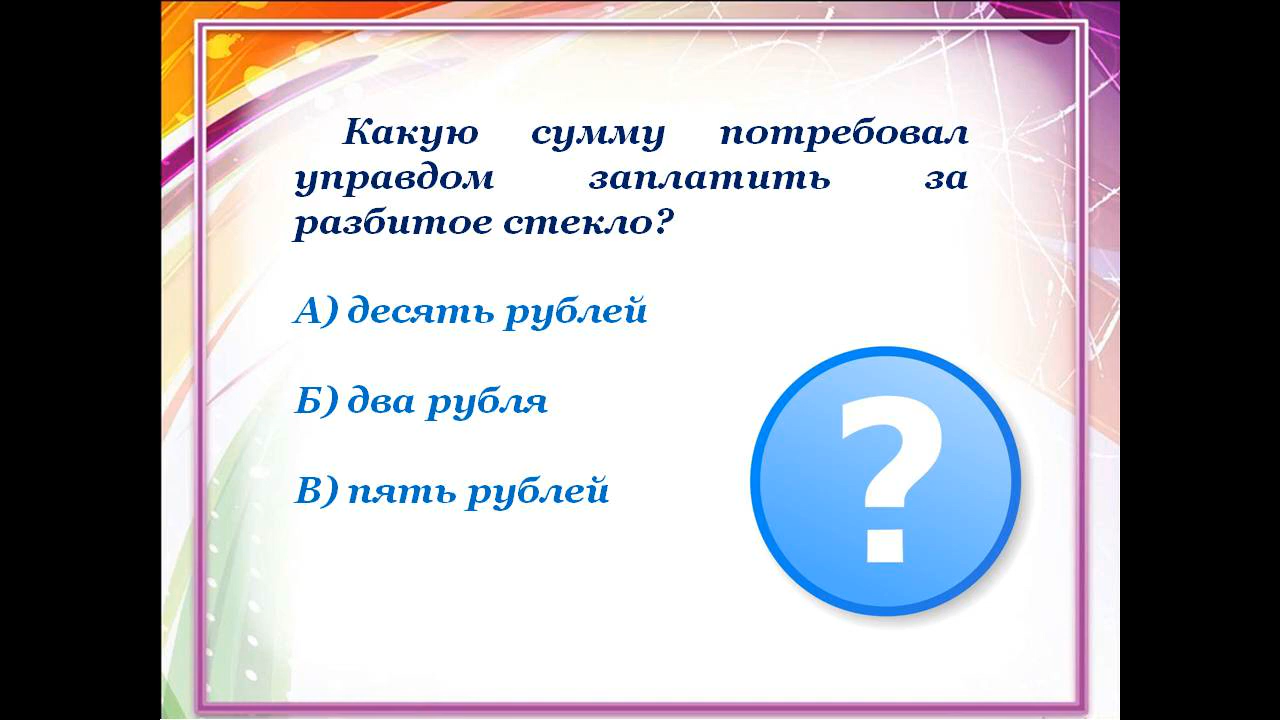 Какую сумму потребовал
управдом заплатить за
разбитое стекло?
А) десять рублей
Б) два рубля
В) пять рублей
?